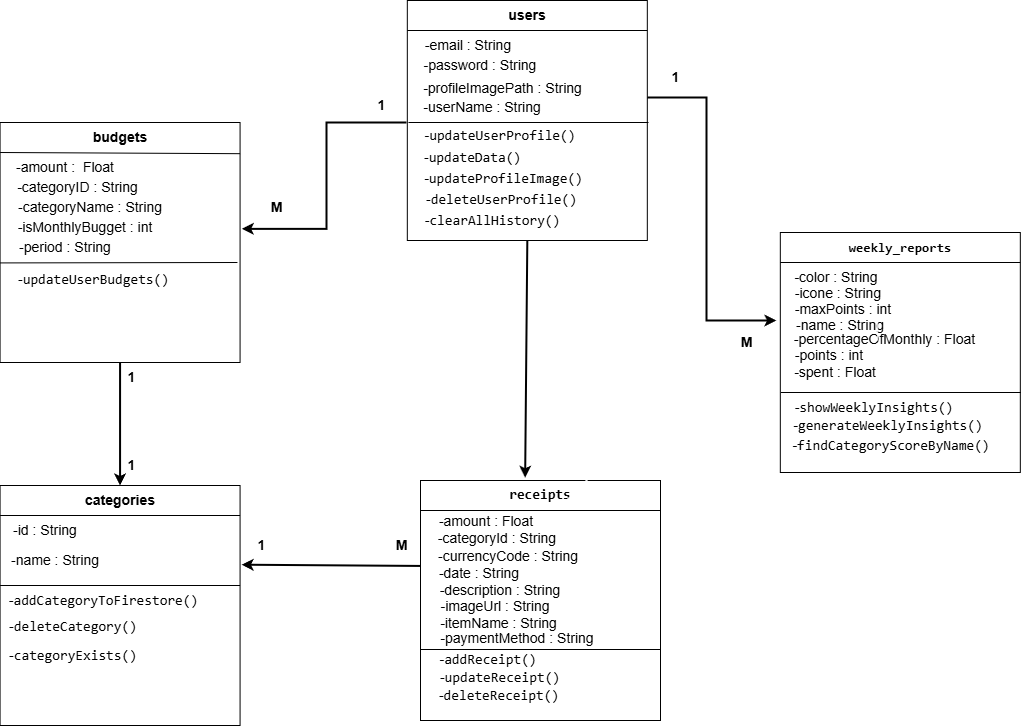 users
-email : String
-password : String
-profileImagePath : String
-userName : String
-updateUserProfile()
-updateData()
-updateProfileImage()
-deleteUserProfile()
-clearAllHistory()
1
M
1
M
budgets
-amount :  Float
-categoryID : String
-categoryName : String
-isMonthlyBugget : int
-period : String
-updateUserBudgets()
weekly_reports
-color : String
-icone : String
-maxPoints : int
-name : String
-percentageOfMonthly : Float
-points : int
-spent : Float
-showWeeklyInsights()
-generateWeeklyInsights()
-findCategoryScoreByName()
1
1
categories
-id : String
-name : String
-addCategoryToFirestore()
-deleteCategory()
-categoryExists()
1
M
receipts
-amount : Float
-categoryId : String
-currencyCode : String
-date : String
-description : String
-imageUrl : String
-itemName : String
-paymentMethod : String
-addReceipt()
-updateReceipt()
-deleteReceipt()